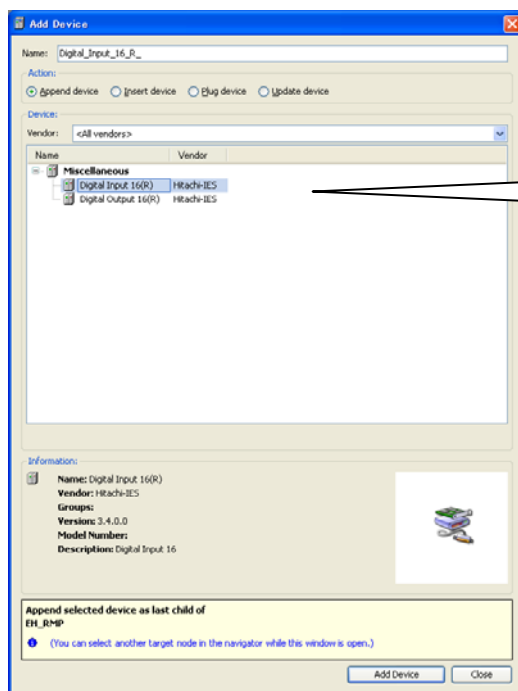 Add Device
Name: Digital_Input_16_R_
Action:
Append device Insert device Plug device Update device
Device:
Vendor: <All vendors>
Name Vendor
Miscellaneous
Digital Input 16(R) Hitachi-IES
Digital Output 16(R) Hitachi-IES
Information:
Name: Digital Input 16(R)
Vendor: Hitachi-IES
Groups:
Version: 3.4.0.0
Model Number:
Description: Digital Input 16
Append selected device as last child of
EH_RMP
(You can select another target node in the navigator while this window is open.)
Add Device Close